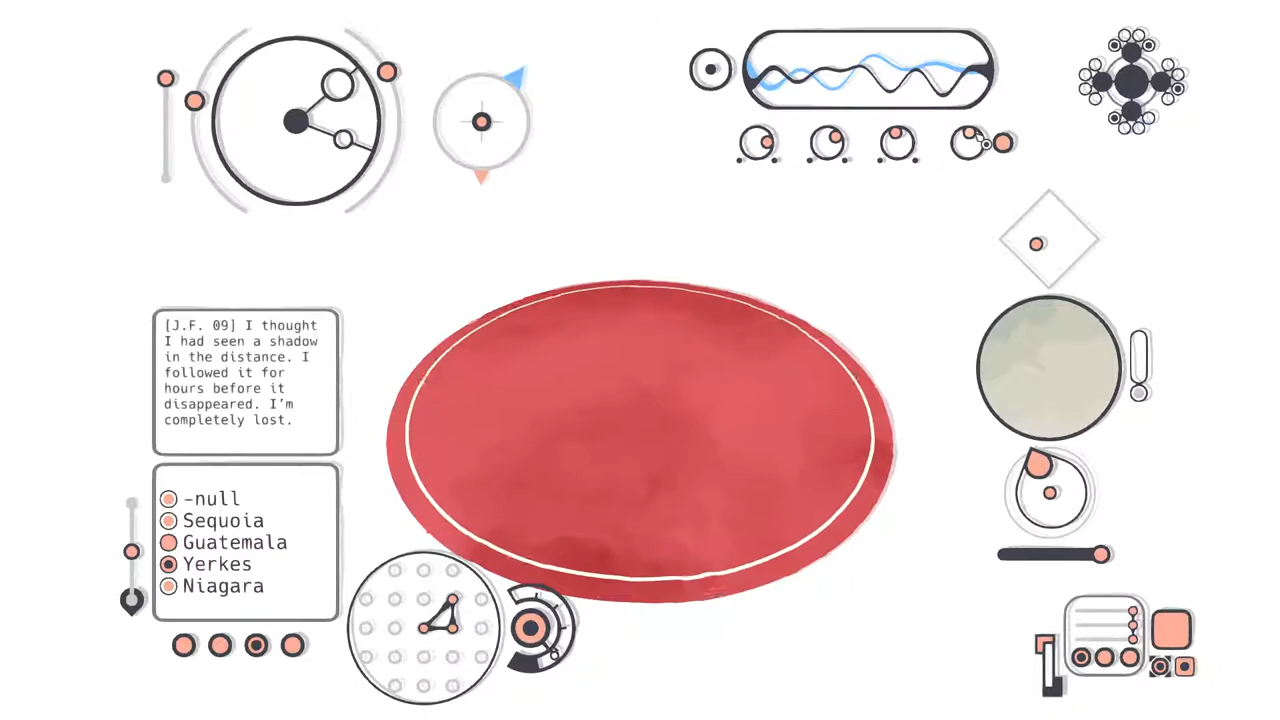 [J.F. 09] I thought
I had seen a shadow
in the distance. I
followed it for
hours before it
disappeared. I’m
completely lost.
-null
Sequoia
Guatemala
Yerkes
Niagara